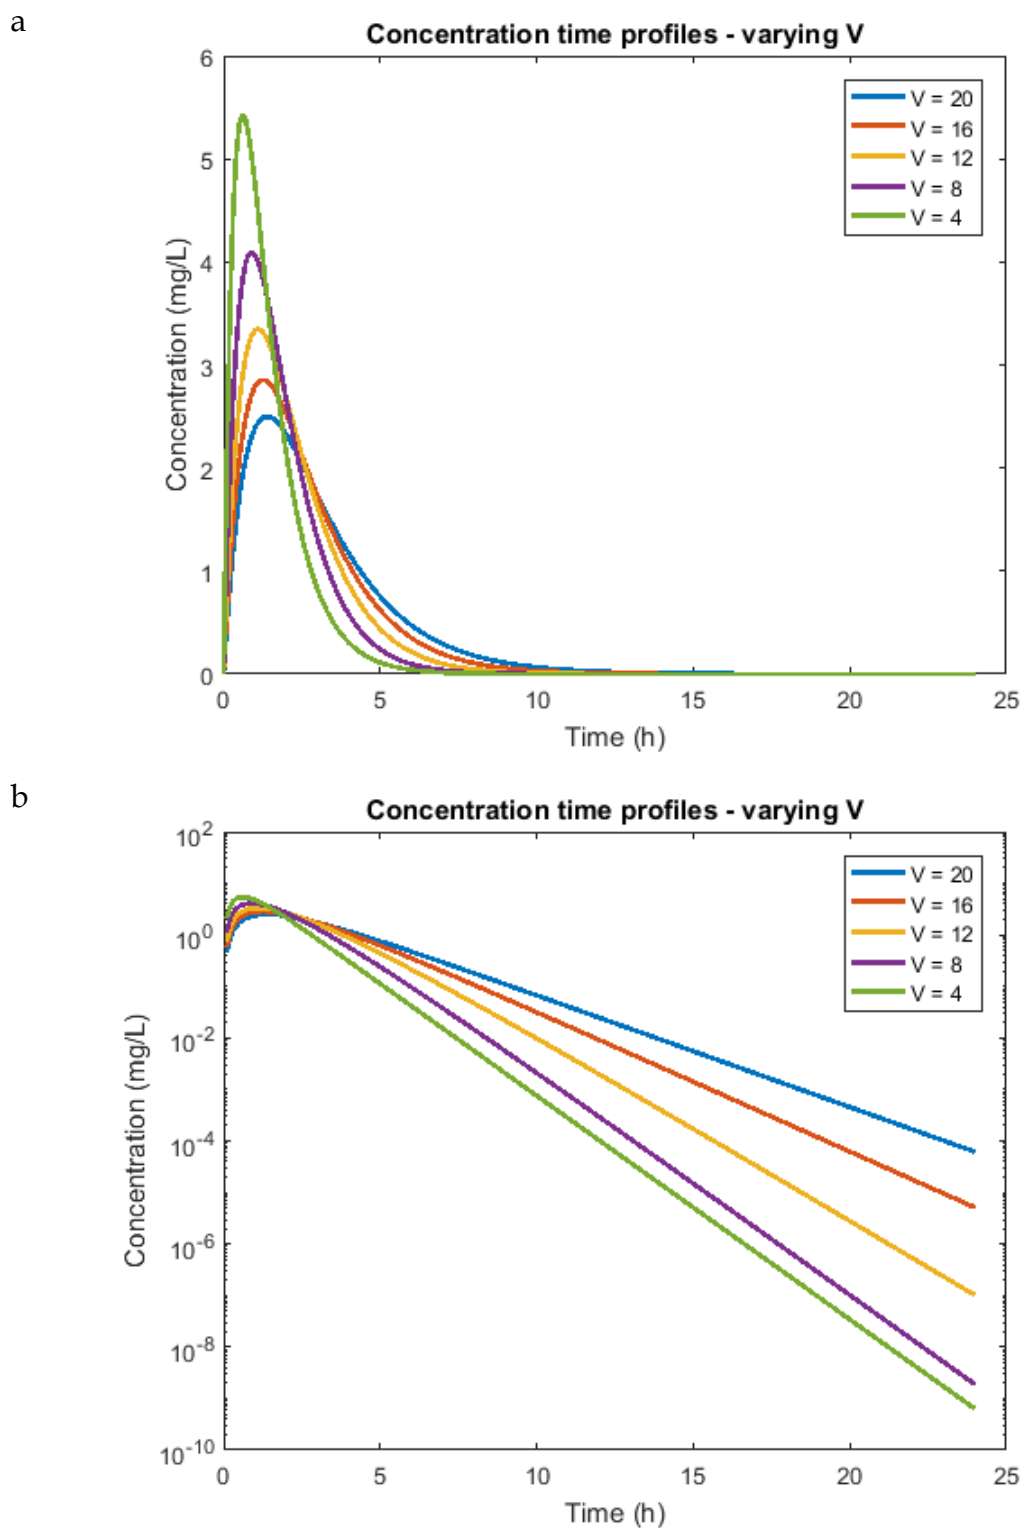 a
Concentration time profiles - varying V
6
5
4
3
2
1
0
Concentration (mg/L)
V = 20
V = 16
V = 12
V = 8
V = 4
0 5 10 15 20 25
Time (h)
b
Concentration time profiles - varying V
10^2
10^0
10^-2
10^-4
10^-6
10^-8
10^-10
Concentration (mg/L)
V = 20
V = 16
V = 12
V = 8
V = 4
0 5 10 15 20 25
Time (h)